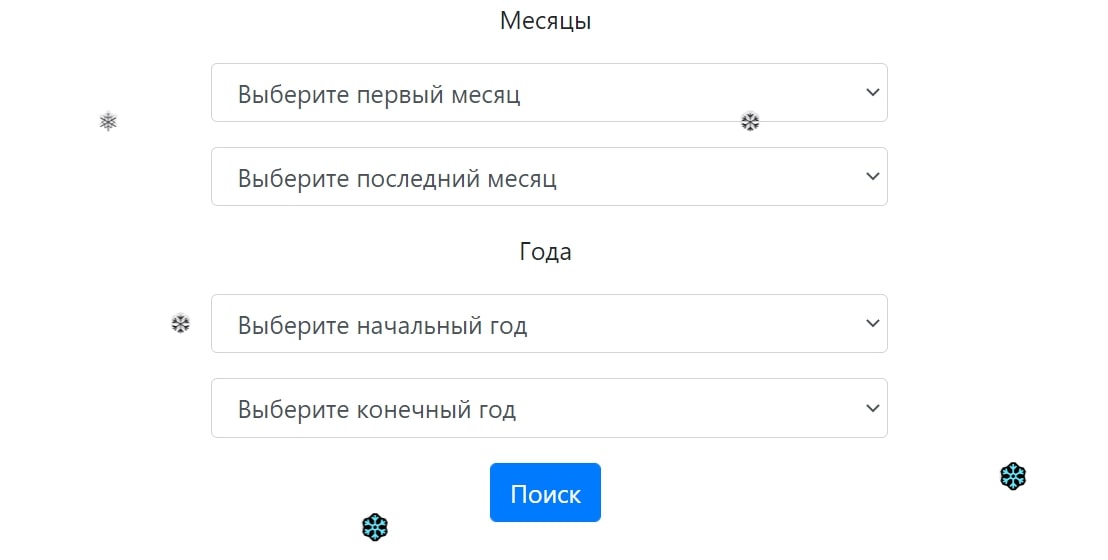 Месяцы
Выберите первый месяц
Выберите последний месяц
Года
Выберите начальный год
Выберите конечный год
Поиск